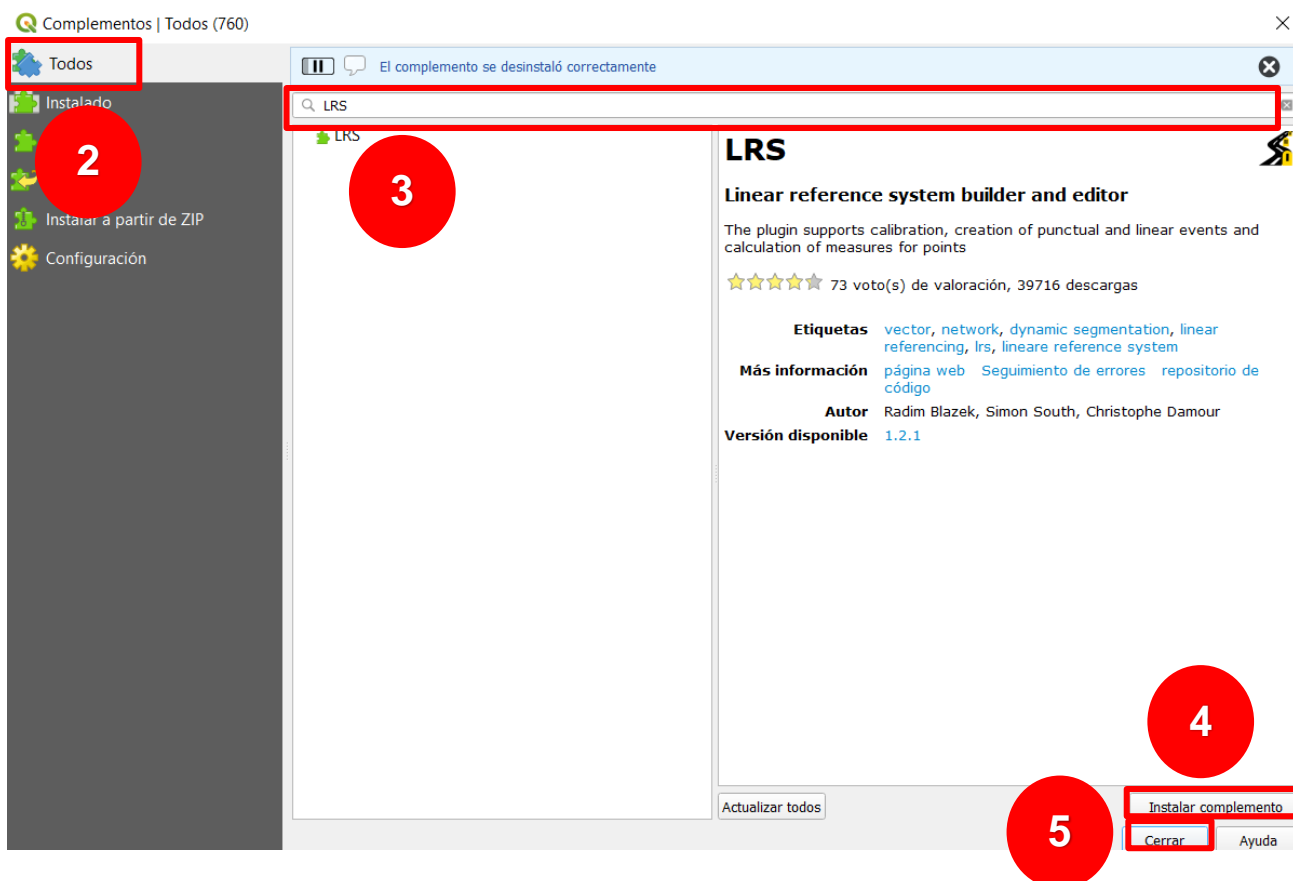 Complementos | Todos (760)
Todos
Instalado
Instalar a partir de ZIP
Configuración
2
El complemento se desinstaló correctamente
LRS
LRS
3
LRS
Linear reference system builder and editor
The plugin supports calibration, creation of punctual and linear events and
calculation of measures for points
73 voto(s) de valoración, 39716 descargas
Etiquetas vector, network, dynamic segmentation, linear
referencing, lrs, lineare reference system
Más información página web Seguimiento de errores repositorio de
código
Autor Radim Blazek, Simon South, Christophe Damour
Versión disponible 1.2.1
4
Actualizar todos
Instalar complemento
5
Cerrar
Ayuda